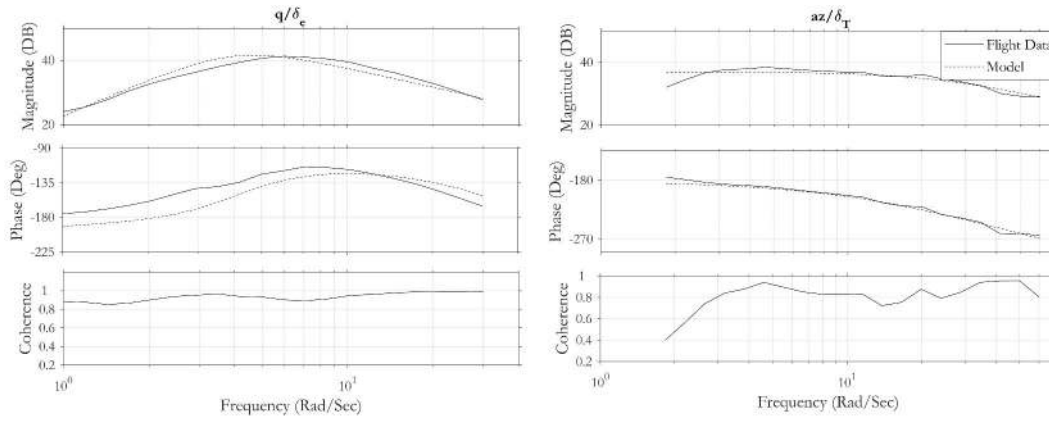 q/δe
Magnitude (DB)
40
20
Phase (Deg)
-90
-135
-180
-225
Coherence
1
0.8
0.6
0.4
0.2
10^0
10^1
Frequency (Rad/Sec)
az/δT
Flight Data
Model
Magnitude (DB)
40
20
Phase (Deg)
-180
-270
Coherence
1
0.8
0.6
0.4
0.2
10^0
10^1
Frequency (Rad/Sec)